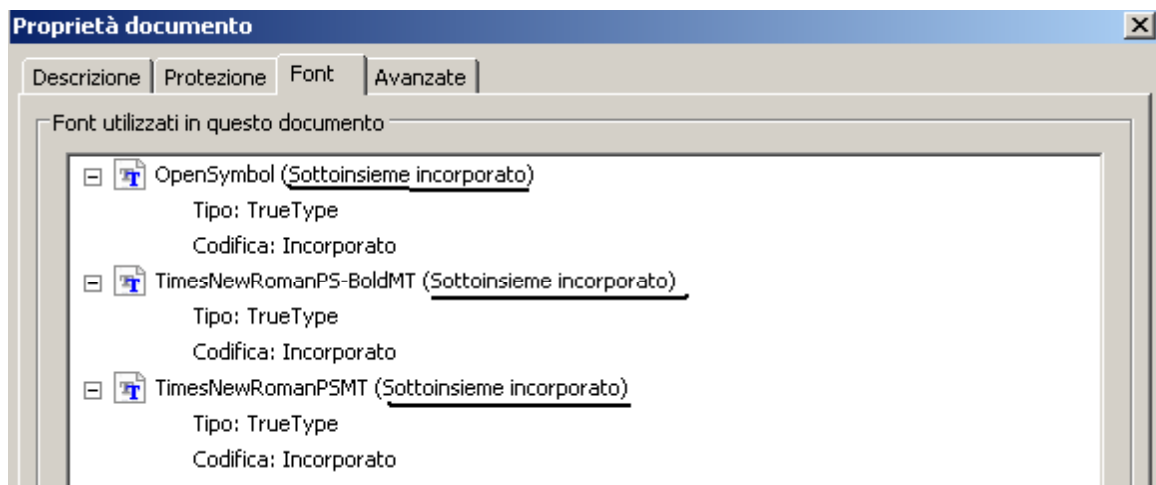 Proprietà documento
Descrizione Protezione Font Avanzate
Font utilizzati in questo documento
OpenSymbol (Sottoinsieme incorporato)
Tipo: TrueType
Codifica: Incorporato
TimesNewRomanPS-BoldMT (Sottoinsieme incorporato)
Tipo: TrueType
Codifica: Incorporato
TimesNewRomanPSMT (Sottoinsieme incorporato)
Tipo: TrueType
Codifica: Incorporato